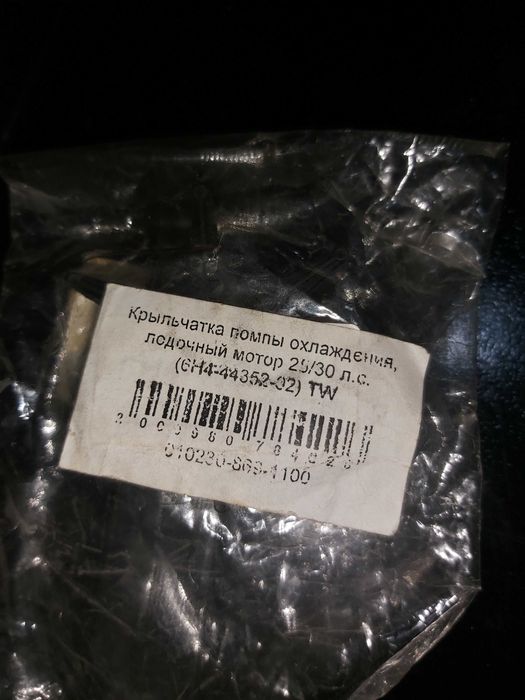 Крыльчатка помпы охлаждения,
лодочный мотор 25/30 л.с.
(6H4-44352-02) TW
010230-869-1100